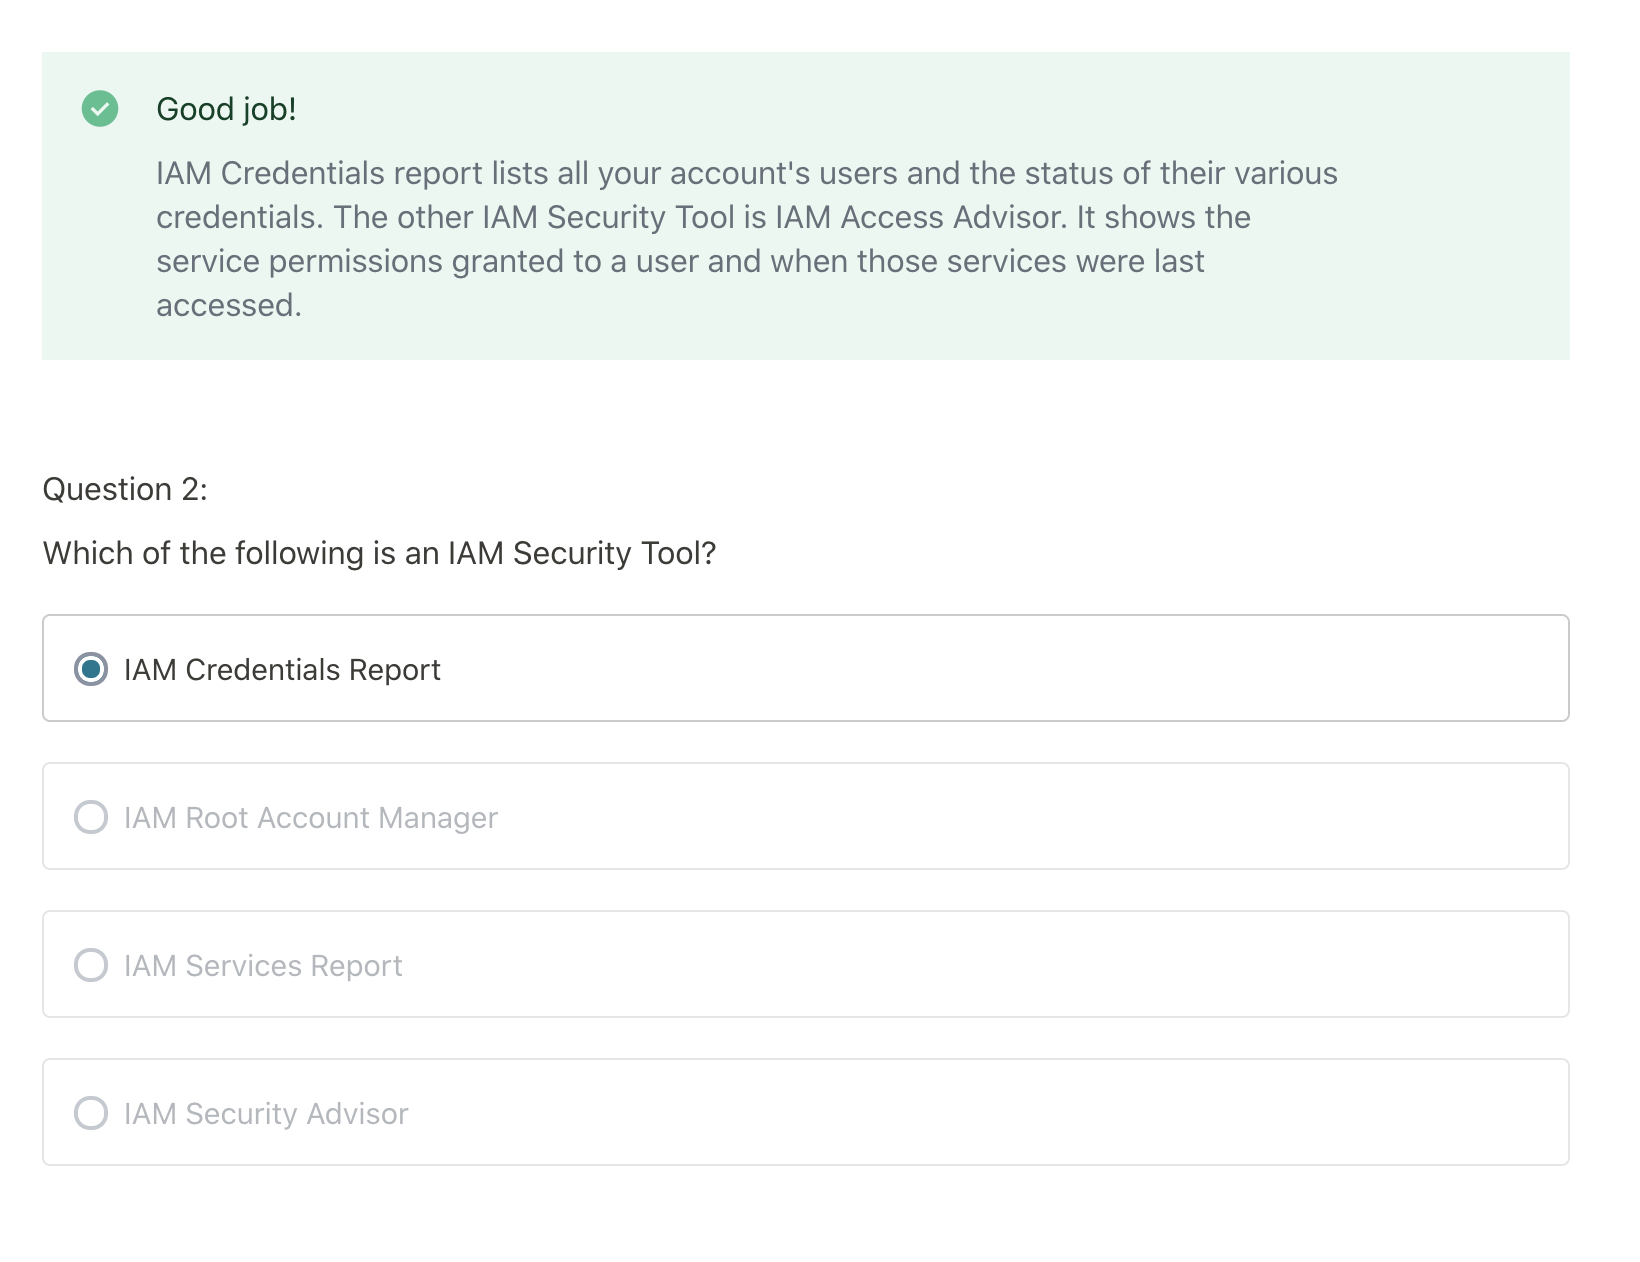 Good job!
IAM Credentials report lists all your account's users and the status of their various
credentials. The other IAM Security Tool is IAM Access Advisor. It shows the
service permissions granted to a user and when those services were last
accessed.
Question 2:
Which of the following is an IAM Security Tool?
IAM Credentials Report
IAM Root Account Manager
IAM Services Report
IAM Security Advisor